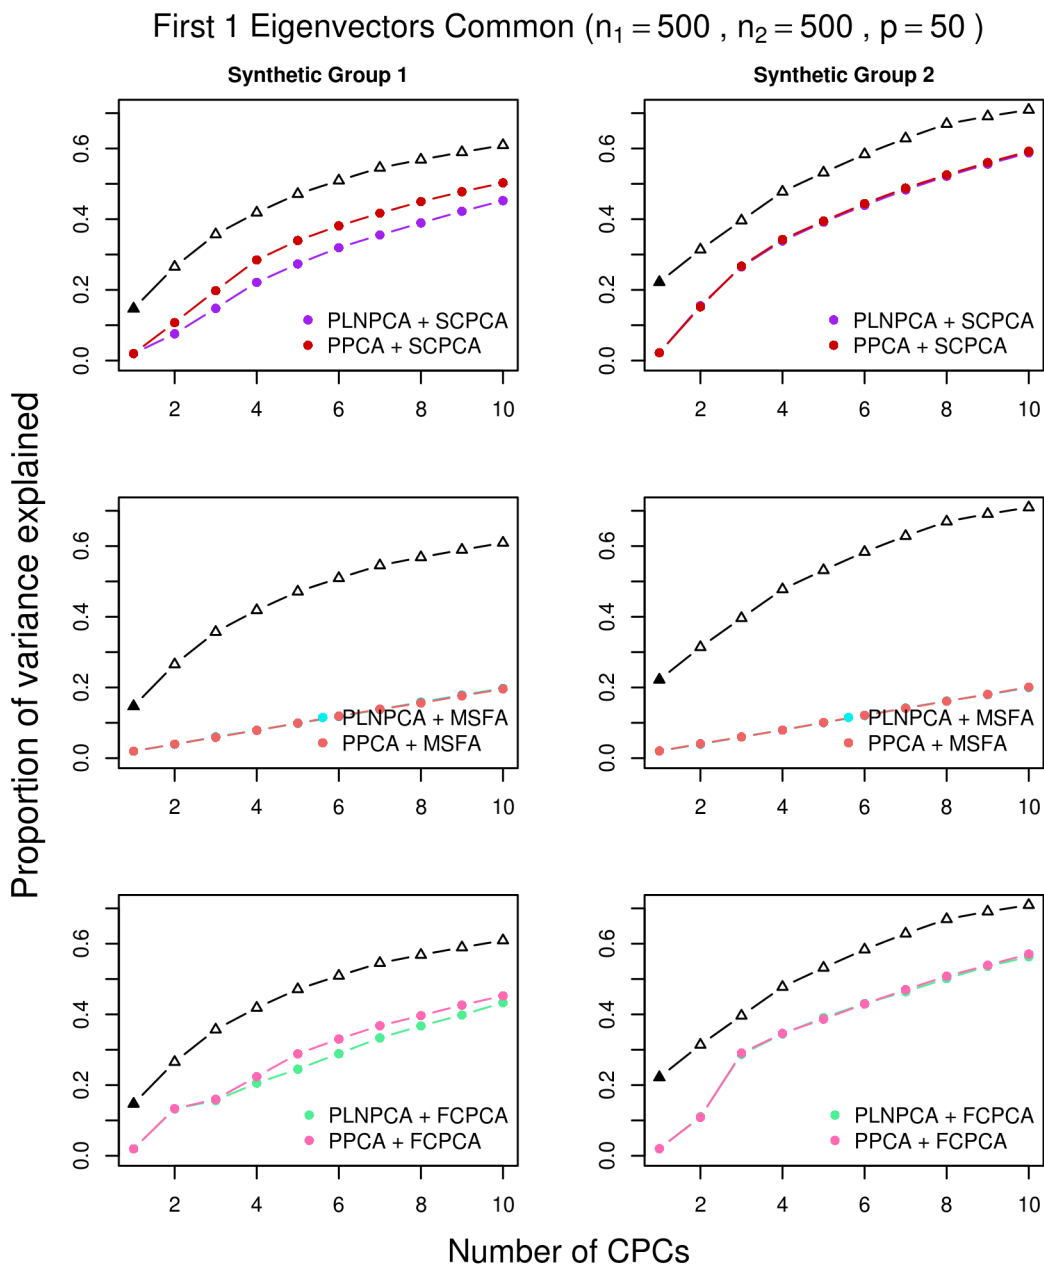 First 1 Eigenvectors Common (n₁ = 500 , n₂ = 500 , p = 50 )
Synthetic Group 1
Synthetic Group 2
Proportion of variance explained
0.0 0.2 0.4 0.6
PLNPCA + SCPCA
PPCA + SCPCA
2 4 6 8 10
0.0 0.2 0.4 0.6
PLNPCA + SCPCA
PPCA + SCPCA
2 4 6 8 10
0.0 0.2 0.4 0.6
PLNPCA + MSFA
PPCA + MSFA
2 4 6 8 10
0.0 0.2 0.4 0.6
PLNPCA + MSFA
PPCA + MSFA
2 4 6 8 10
0.0 0.2 0.4 0.6
PLNPCA + FCPCA
PPCA + FCPCA
2 4 6 8 10
0.0 0.2 0.4 0.6
PLNPCA + FCPCA
PPCA + FCPCA
2 4 6 8 10
Number of CPCs